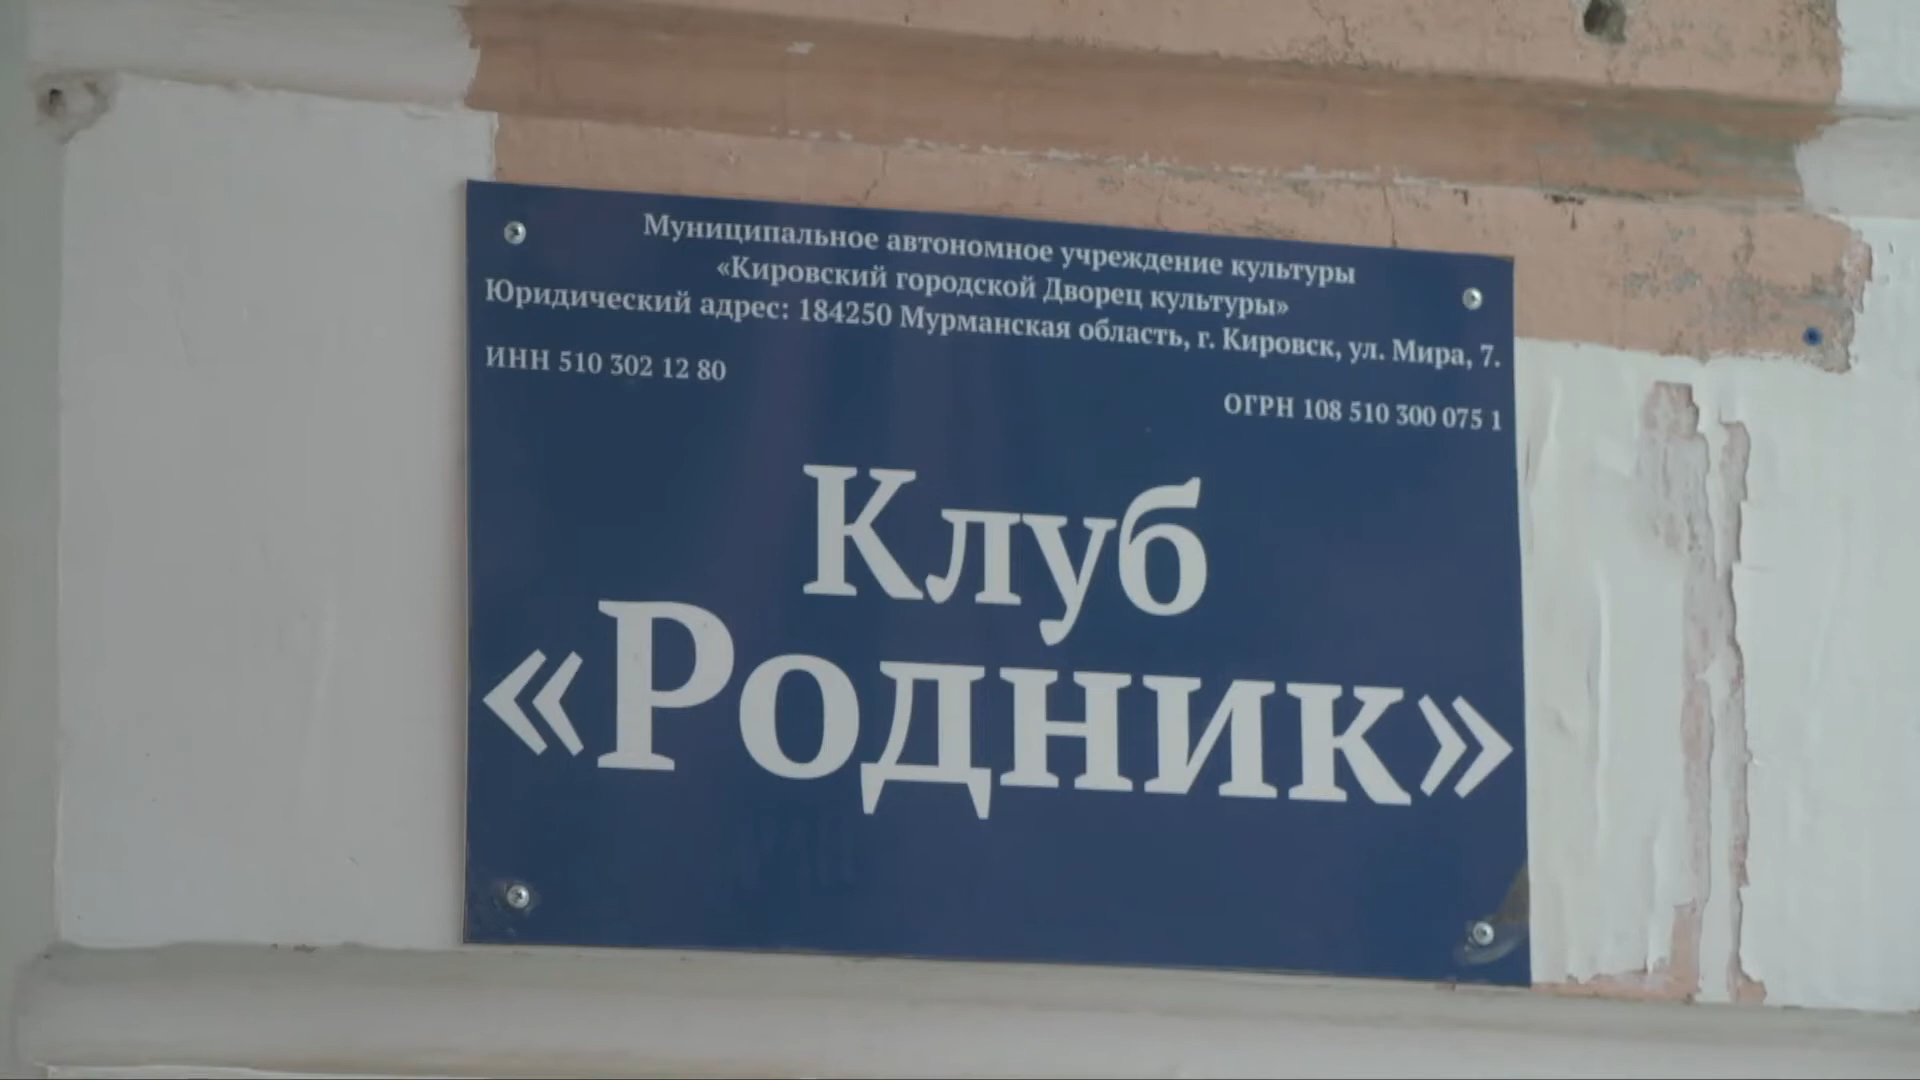 Муниципальное автономное учреждение культуры
«Кировский городской Дворец культуры»
Юридический адрес: 184250 Мурманская область, г. Кировск, ул. Мира, 7.
ИНН 510 302 12 80
ОГРН 108 510 300 075 1
Клуб
«Родник»